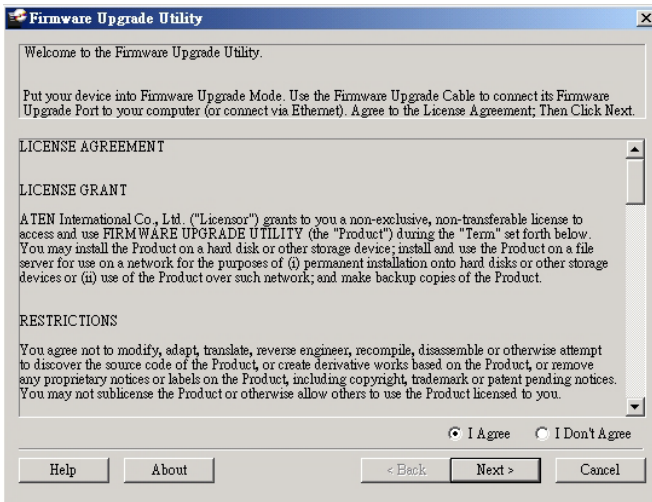 Firmware Upgrade Utility
Welcome to the Firmware Upgrade Utility.
Put your device into Firmware Upgrade Mode. Use the Firmware Upgrade Cable to connect its Firmware
Upgrade Port to your computer (or connect via Ethernet). Agree to the License Agreement; Then Click Next.
LICENSE AGREEMENT
LICENSE GRANT
ATEN International Co., Ltd. ("Licensor") grants to you a non-exclusive, non-transferable license to
access and use FIRMWARE UPGRADE UTILITY (the "Product") during the "Term" set forth below.
You may install the Product on a hard disk or other storage device; install and use the Product on a file
server for use on a network for the purposes of (i) permanent installation onto hard disks or other storage
devices or (ii) use of the Product over such network; and make backup copies of the Product.
RESTRICTIONS
You agree not to modify, adapt, translate, reverse engineer, recompile, disassemble or otherwise attempt
to discover the source code of the Product, or create derivative works based on the Product, or remove
any proprietary notices or labels on the Product, including copyright, trademark or patent pending notices.
You may not sublicense the Product or otherwise allow others to use the Product licensed to you.
I Agree I Don't Agree
Help About < Back Next > Cancel